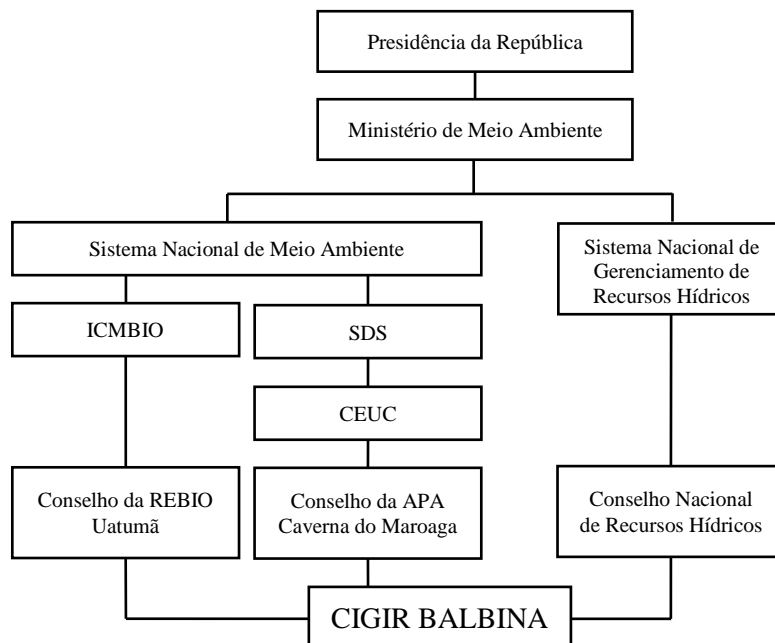 Presidência da República
Ministério de Meio Ambiente
Sistema Nacional de Meio Ambiente
Sistema Nacional de
Gerenciamento de
Recursos Hídricos
ICMBIO
SDS
CEUC
Conselho da REBIO
Uatumã
Conselho da APA
Caverna do Maroaga
Conselho Nacional
de Recursos Hídricos
CIGIR BALBINA